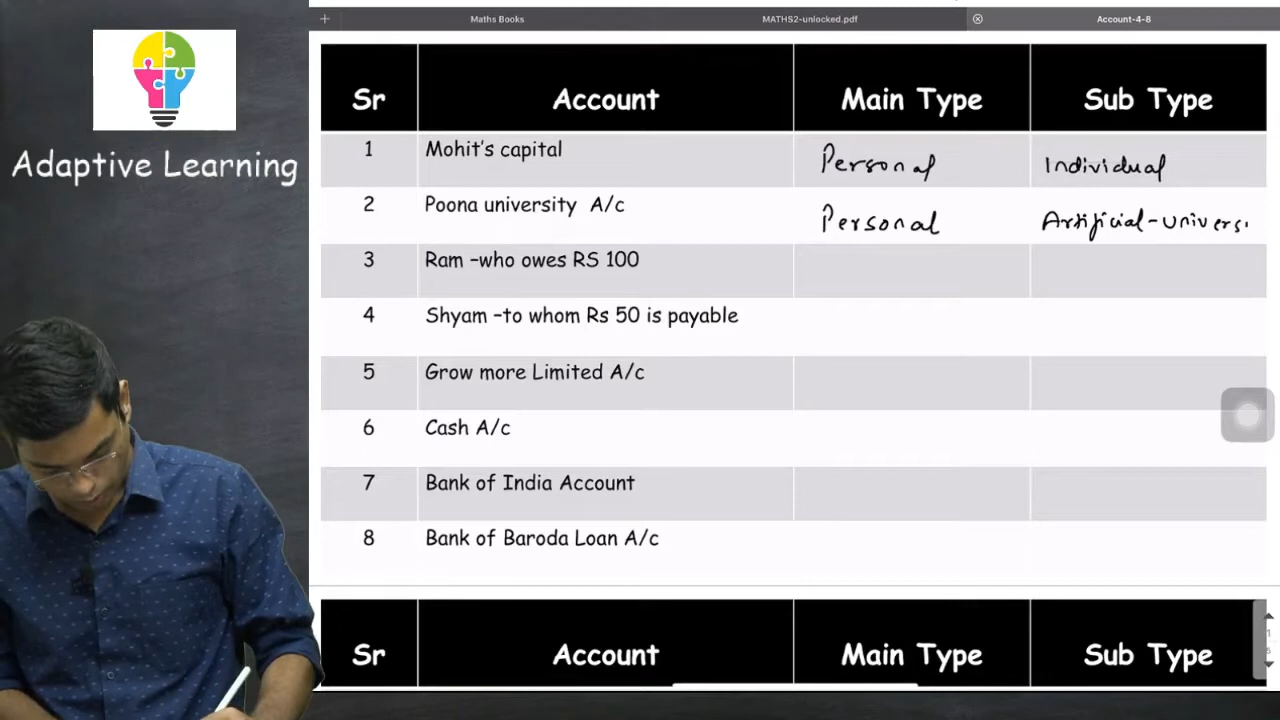 Maths Books
MATHS2-unlocked.pdf
Account-4-8
Adaptive Learning
Sr Account Main Type Sub Type
1 Mohit's capital Personal Individual
2 Poona university A/c Personal Artificial-universi
3 Ram -who owes RS 100
4 Shyam -to whom Rs 50 is payable
5 Grow more Limited A/c
6 Cash A/c
7 Bank of India Account
8 Bank of Baroda Loan A/c
Sr Account Main Type Sub Type